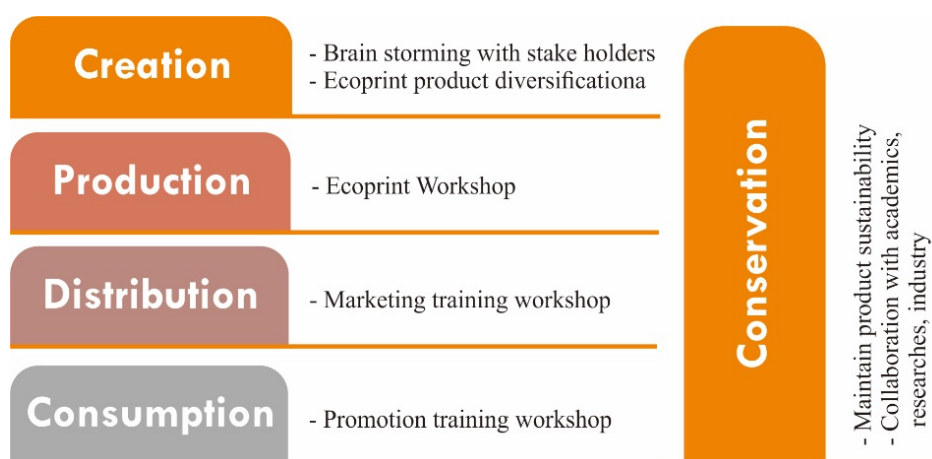 Creation
- Brain storming with stake holders
- Ecoprint product diversificationa
Production
- Ecoprint Workshop
Distribution
- Marketing training workshop
Consumption
- Promotion training workshop
Conservation
- Maintain product sustainability
- Collaboration with academics,
researches, industry